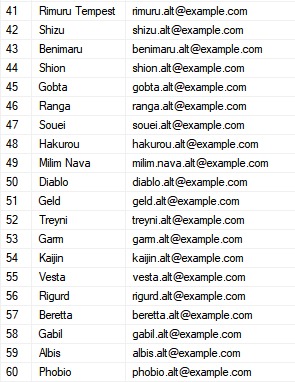 41 Rimuru Tempest rimuru.alt@example.com
42 Shizu shizu.alt@example.com
43 Benimaru benimaru.alt@example.com
44 Shion shion.alt@example.com
45 Gobta gobta.alt@example.com
46 Ranga ranga.alt@example.com
47 Souei souei.alt@example.com
48 Hakurou hakurou.alt@example.com
49 Milim Nava milim.nava.alt@example.com
50 Diablo diablo.alt@example.com
51 Geld geld.alt@example.com
52 Treyni treyni.alt@example.com
53 Garm garm.alt@example.com
54 Kaijin kaijin.alt@example.com
55 Vesta vesta.alt@example.com
56 Rigurd rigurd.alt@example.com
57 Beretta beretta.alt@example.com
58 Gabil gabil.alt@example.com
59 Albis albis.alt@example.com
60 Phobio phobio.alt@example.com